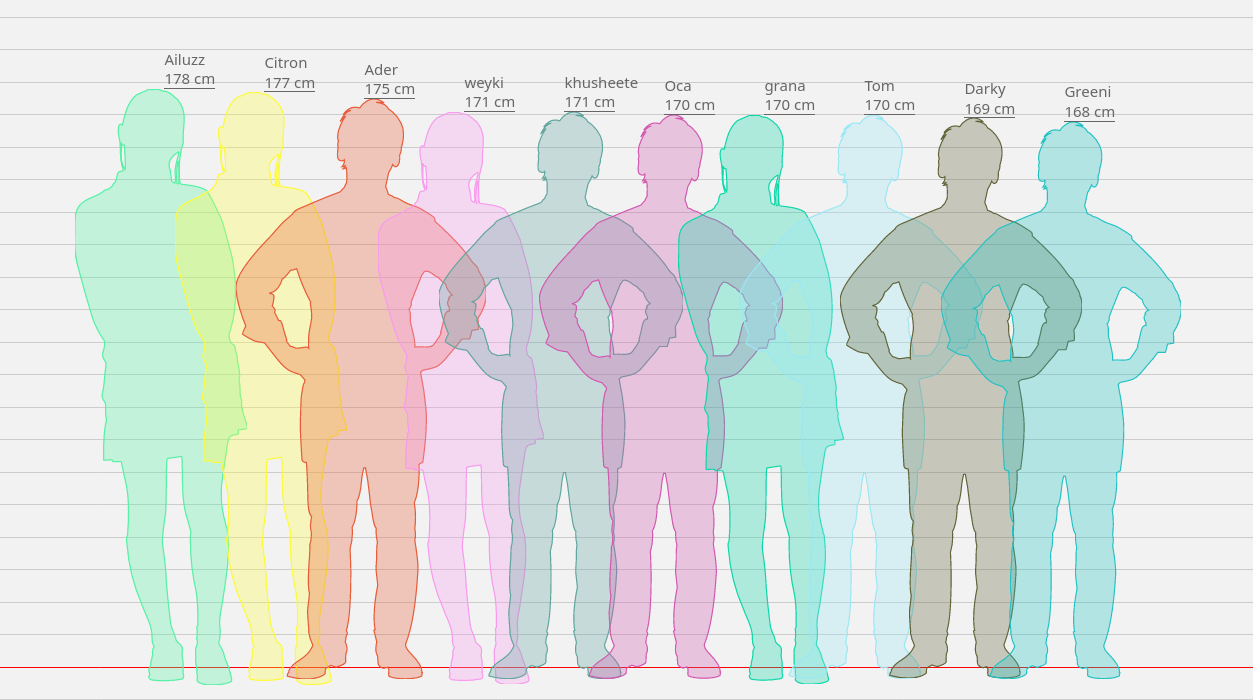 Ailuzz
178 cm
Citron
177 cm
Ader
175 cm
weyki
171 cm
khusheete
171 cm
Oca
170 cm
grana
170 cm
Tom
170 cm
Darky
169 cm
Greeni
168 cm